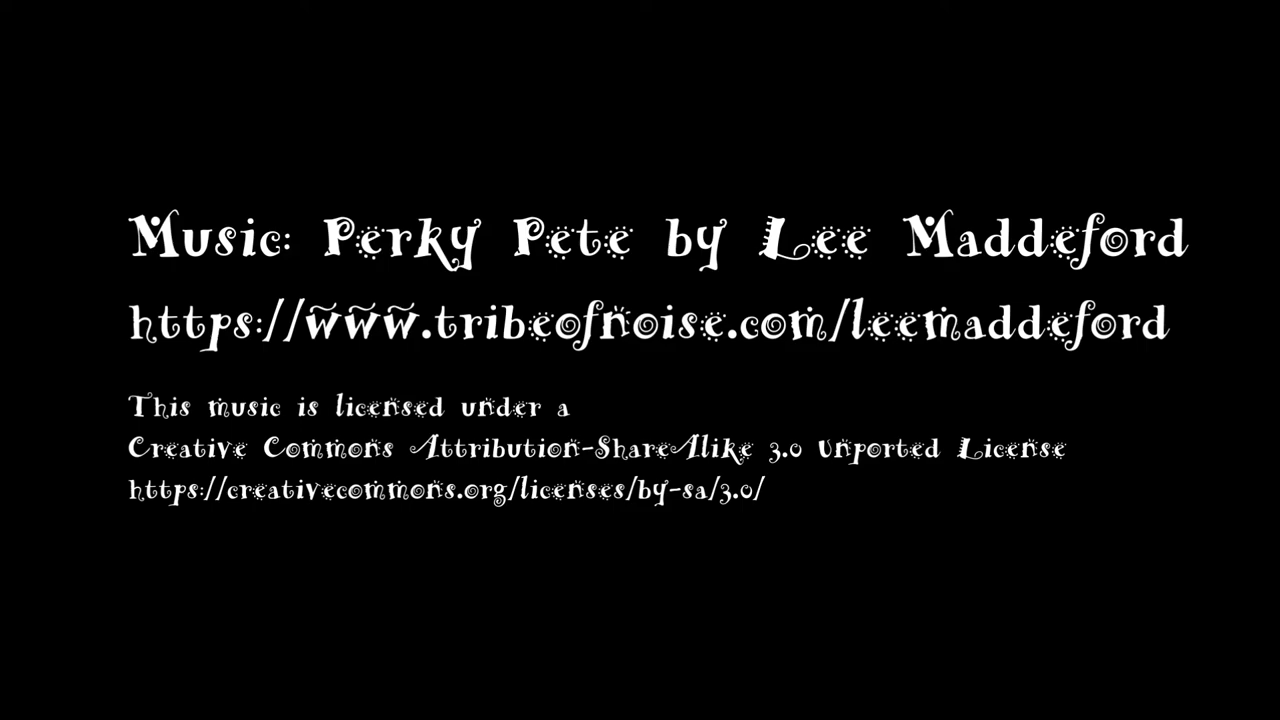 Music: Perky Pete by Lee Maddeford
https://www.tribeofnoise.com/leemaddeford
This music is licensed under a
Creative Commons Attribution-ShareAlike 3.0 Unported License
https://creativecommons.org/licenses/by-sa/3.0/